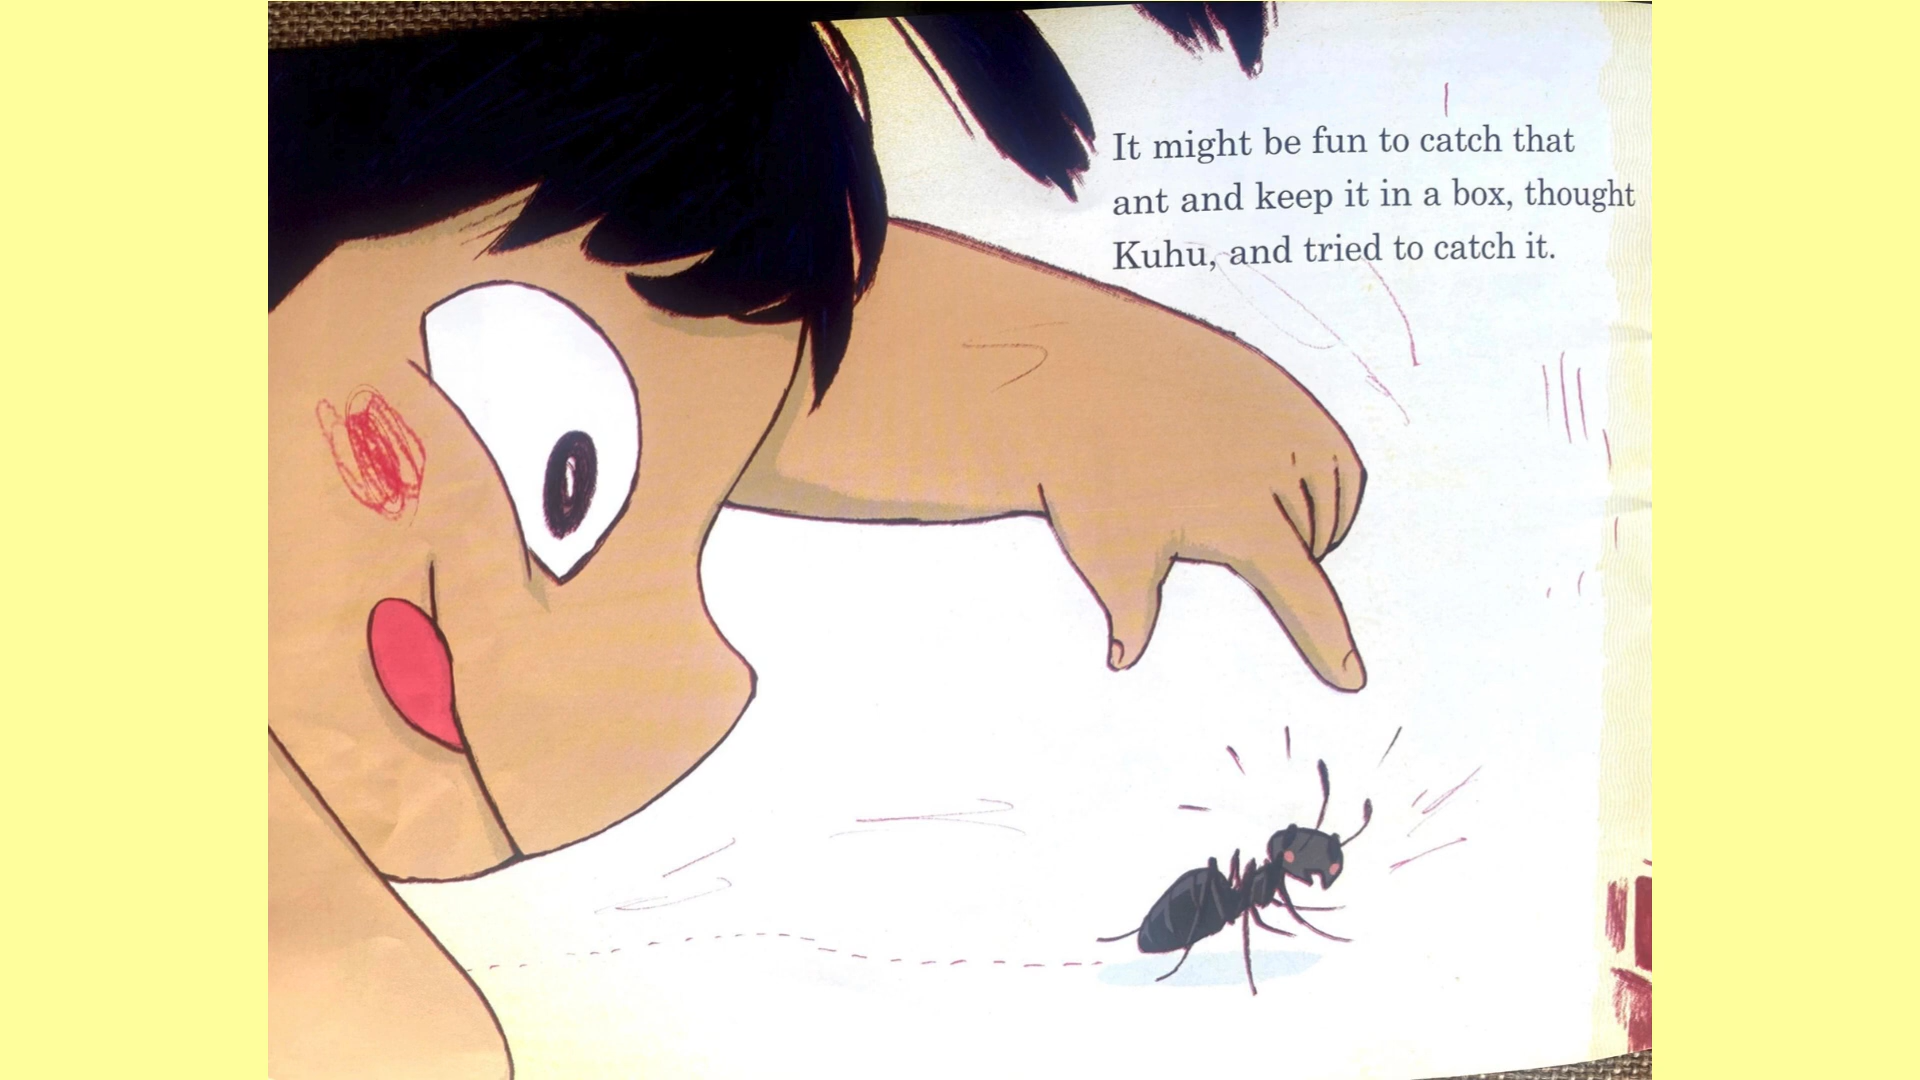 It might be fun to catch that
ant and keep it in a box, thought
Kuhu, and tried to catch it.